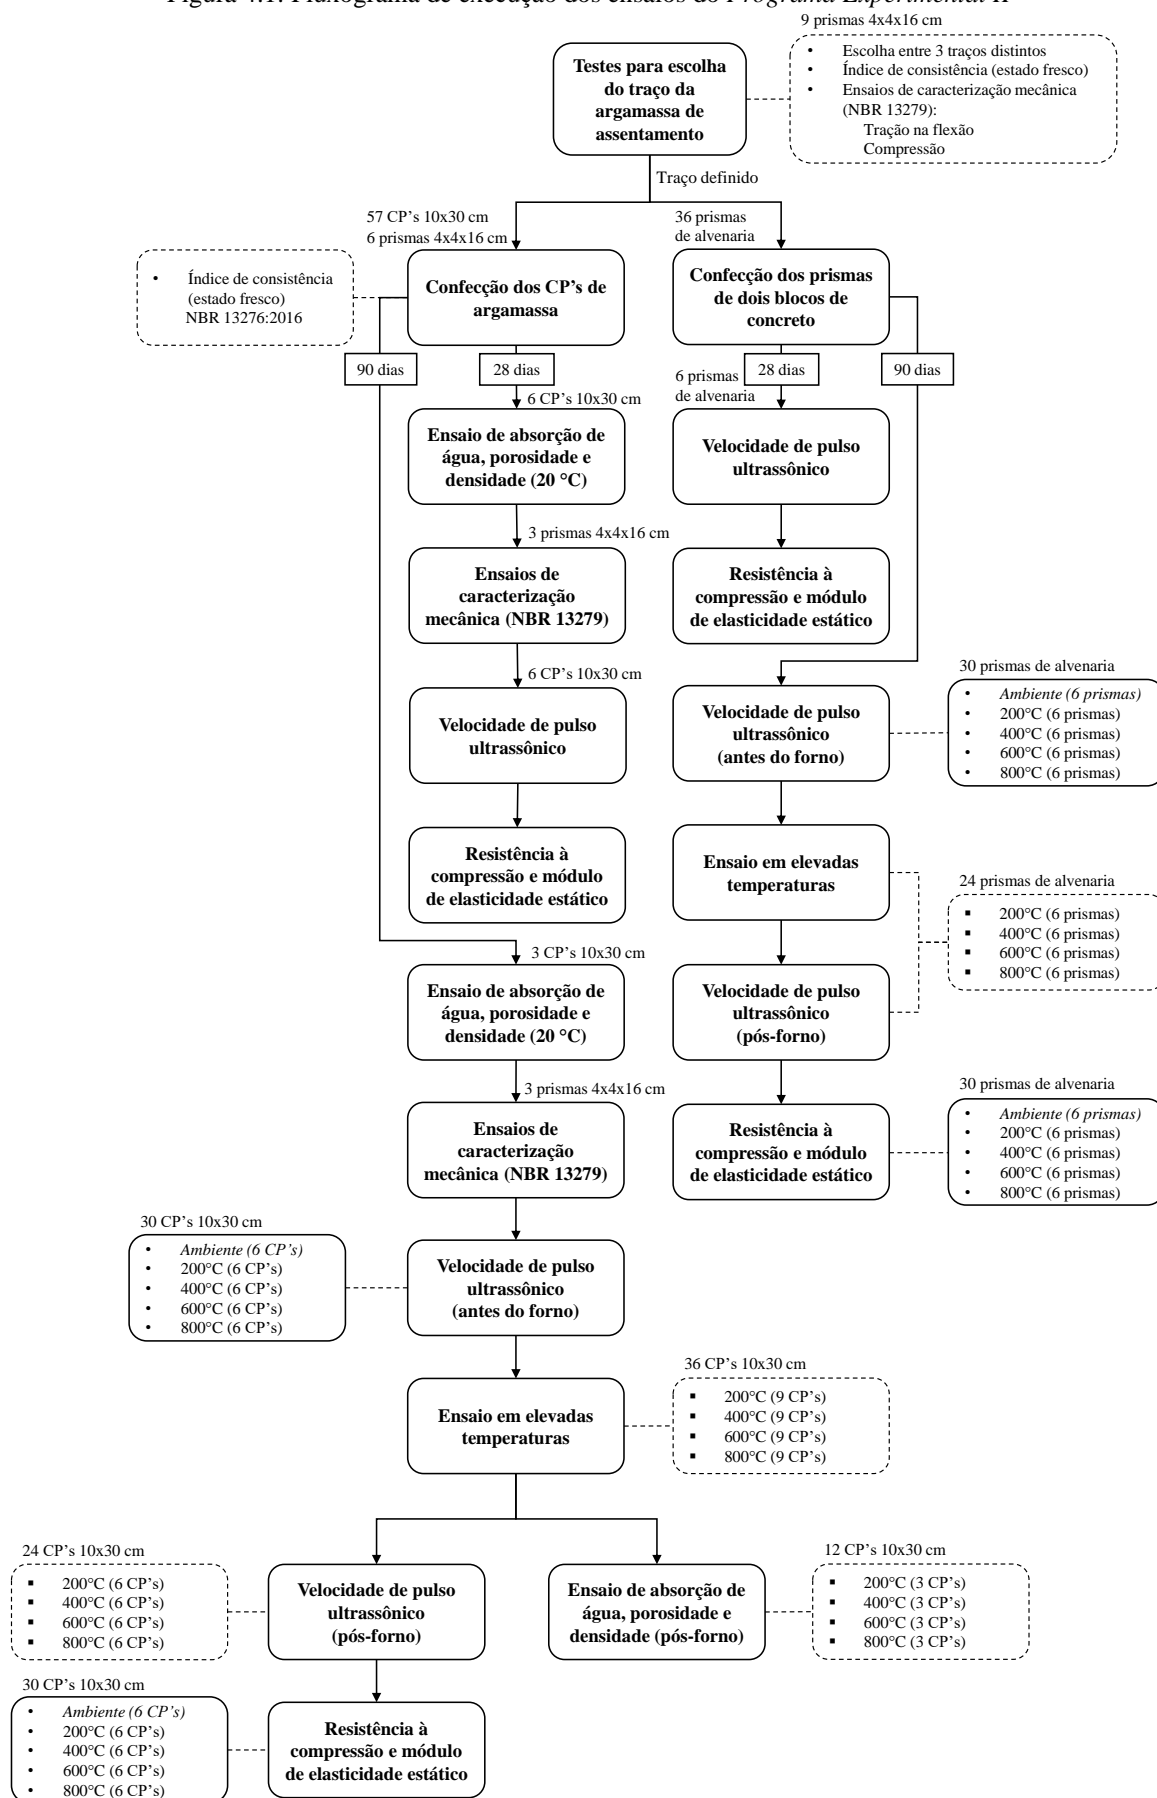 Figura 4.1: Fluxograma de execução dos ensaios do Programa Experimental II
9 prismas 4x4x16 cm
Testes para escolha
do traço da
argamassa de
assentamento
• Escolha entre 3 traços distintos
• Índice de consistência (estado fresco)
• Ensaios de caracterização mecânica
(NBR 13279):
Tração na flexão
Compressão
Traço definido
57 CP's 10x30 cm
6 prismas 4x4x16 cm
36 prismas
de alvenaria
• Índice de consistência
(estado fresco)
NBR 13276:2016
Confecção dos CP's de
argamassa
Confecção dos prismas
de dois blocos de
concreto
90 dias
28 dias
28 dias
90 dias
6 CP's 10x30 cm
6 prismas
de alvenaria
Ensaio de absorção de
água, porosidade e
densidade (20 °C)
Velocidade de pulso
ultrassônico
3 prismas 4x4x16 cm
Ensaios de
caracterização
mecânica (NBR 13279)
Resistência à
compressão e módulo
de elasticidade estático
6 CP's 10x30 cm
Velocidade de pulso
ultrassônico
Velocidade de pulso
ultrassônico
(antes do forno)
30 prismas de alvenaria
• Ambiente (6 prismas)
• 200°C (6 prismas)
• 400°C (6 prismas)
• 600°C (6 prismas)
• 800°C (6 prismas)
Resistência à
compressão e módulo
de elasticidade estático
Ensaio em elevadas
temperaturas
24 prismas de alvenaria
▪ 200°C (6 prismas)
▪ 400°C (6 prismas)
▪ 600°C (6 prismas)
▪ 800°C (6 prismas)
3 CP's 10x30 cm
Ensaio de absorção de
água, porosidade e
densidade (20 °C)
Velocidade de pulso
ultrassônico
(pós-forno)
3 prismas 4x4x16 cm
Ensaios de
caracterização
mecânica (NBR 13279)
Resistência à
compressão e módulo
de elasticidade estático
30 prismas de alvenaria
• Ambiente (6 prismas)
• 200°C (6 prismas)
• 400°C (6 prismas)
• 600°C (6 prismas)
• 800°C (6 prismas)
30 CP's 10x30 cm
• Ambiente (6 CP's)
• 200°C (6 CP's)
• 400°C (6 CP's)
• 600°C (6 CP's)
• 800°C (6 CP's)
Velocidade de pulso
ultrassônico
(antes do forno)
Ensaio em elevadas
temperaturas
36 CP's 10x30 cm
▪ 200°C (9 CP's)
▪ 400°C (9 CP's)
▪ 600°C (9 CP's)
▪ 800°C (9 CP's)
24 CP's 10x30 cm
▪ 200°C (6 CP's)
▪ 400°C (6 CP's)
▪ 600°C (6 CP's)
▪ 800°C (6 CP's)
Velocidade de pulso
ultrassônico
(pós-forno)
Ensaio de absorção de
água, porosidade e
densidade (pós-forno)
12 CP's 10x30 cm
▪ 200°C (3 CP's)
▪ 400°C (3 CP's)
▪ 600°C (3 CP's)
▪ 800°C (3 CP's)
30 CP's 10x30 cm
• Ambiente (6 CP's)
• 200°C (6 CP's)
• 400°C (6 CP's)
• 600°C (6 CP's)
• 800°C (6 CP's)
Resistência à
compressão e módulo
de elasticidade estático